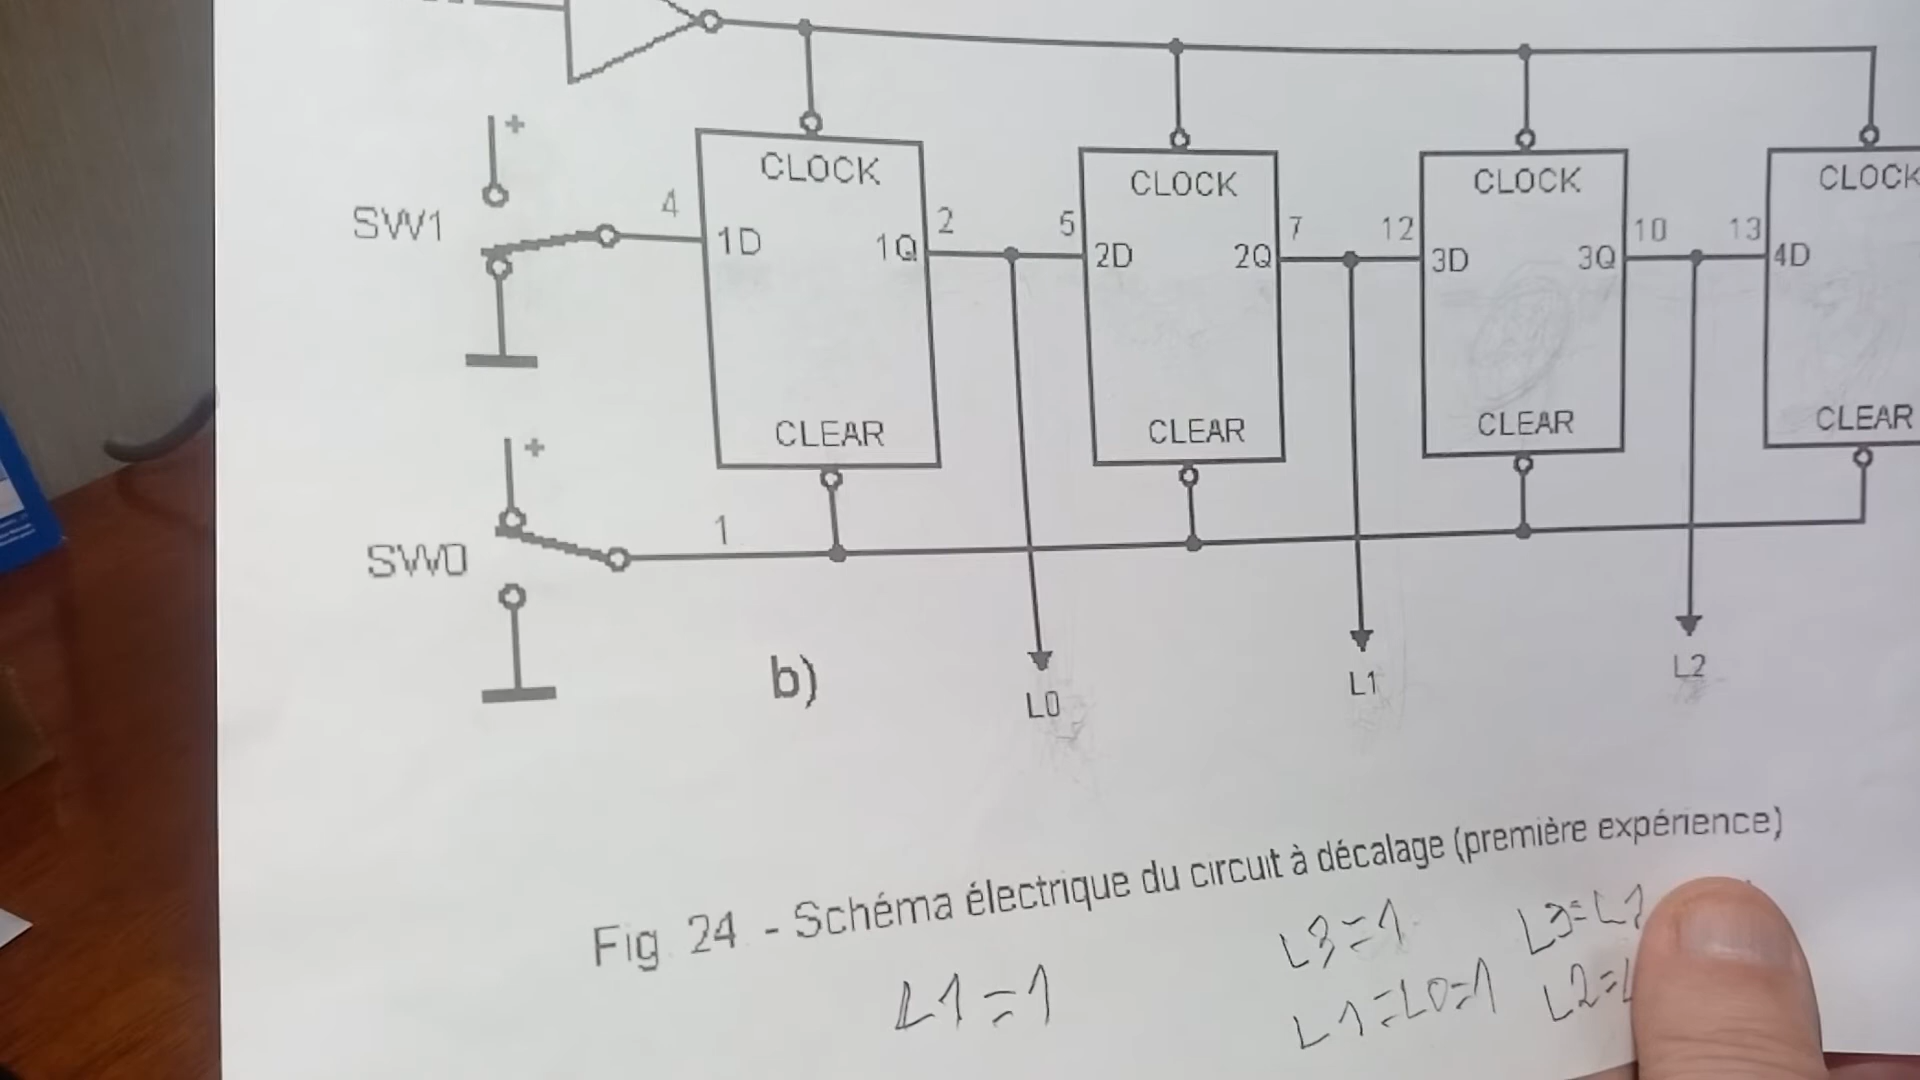 +
SW1
4
1D
CLOCK
1Q
CLEAR
2
5
2D
CLOCK
2Q
CLEAR
7
12
3D
CLOCK
3Q
CLEAR
10
13
4D
CLOCK
CLEAR
+
SW0
1
b)
L0
L1
L2
Fig 24 - Schéma électrique du circuit à décalage (première expérience)
L1=1
L3=1
L1=L0=1
L3=L
L2=